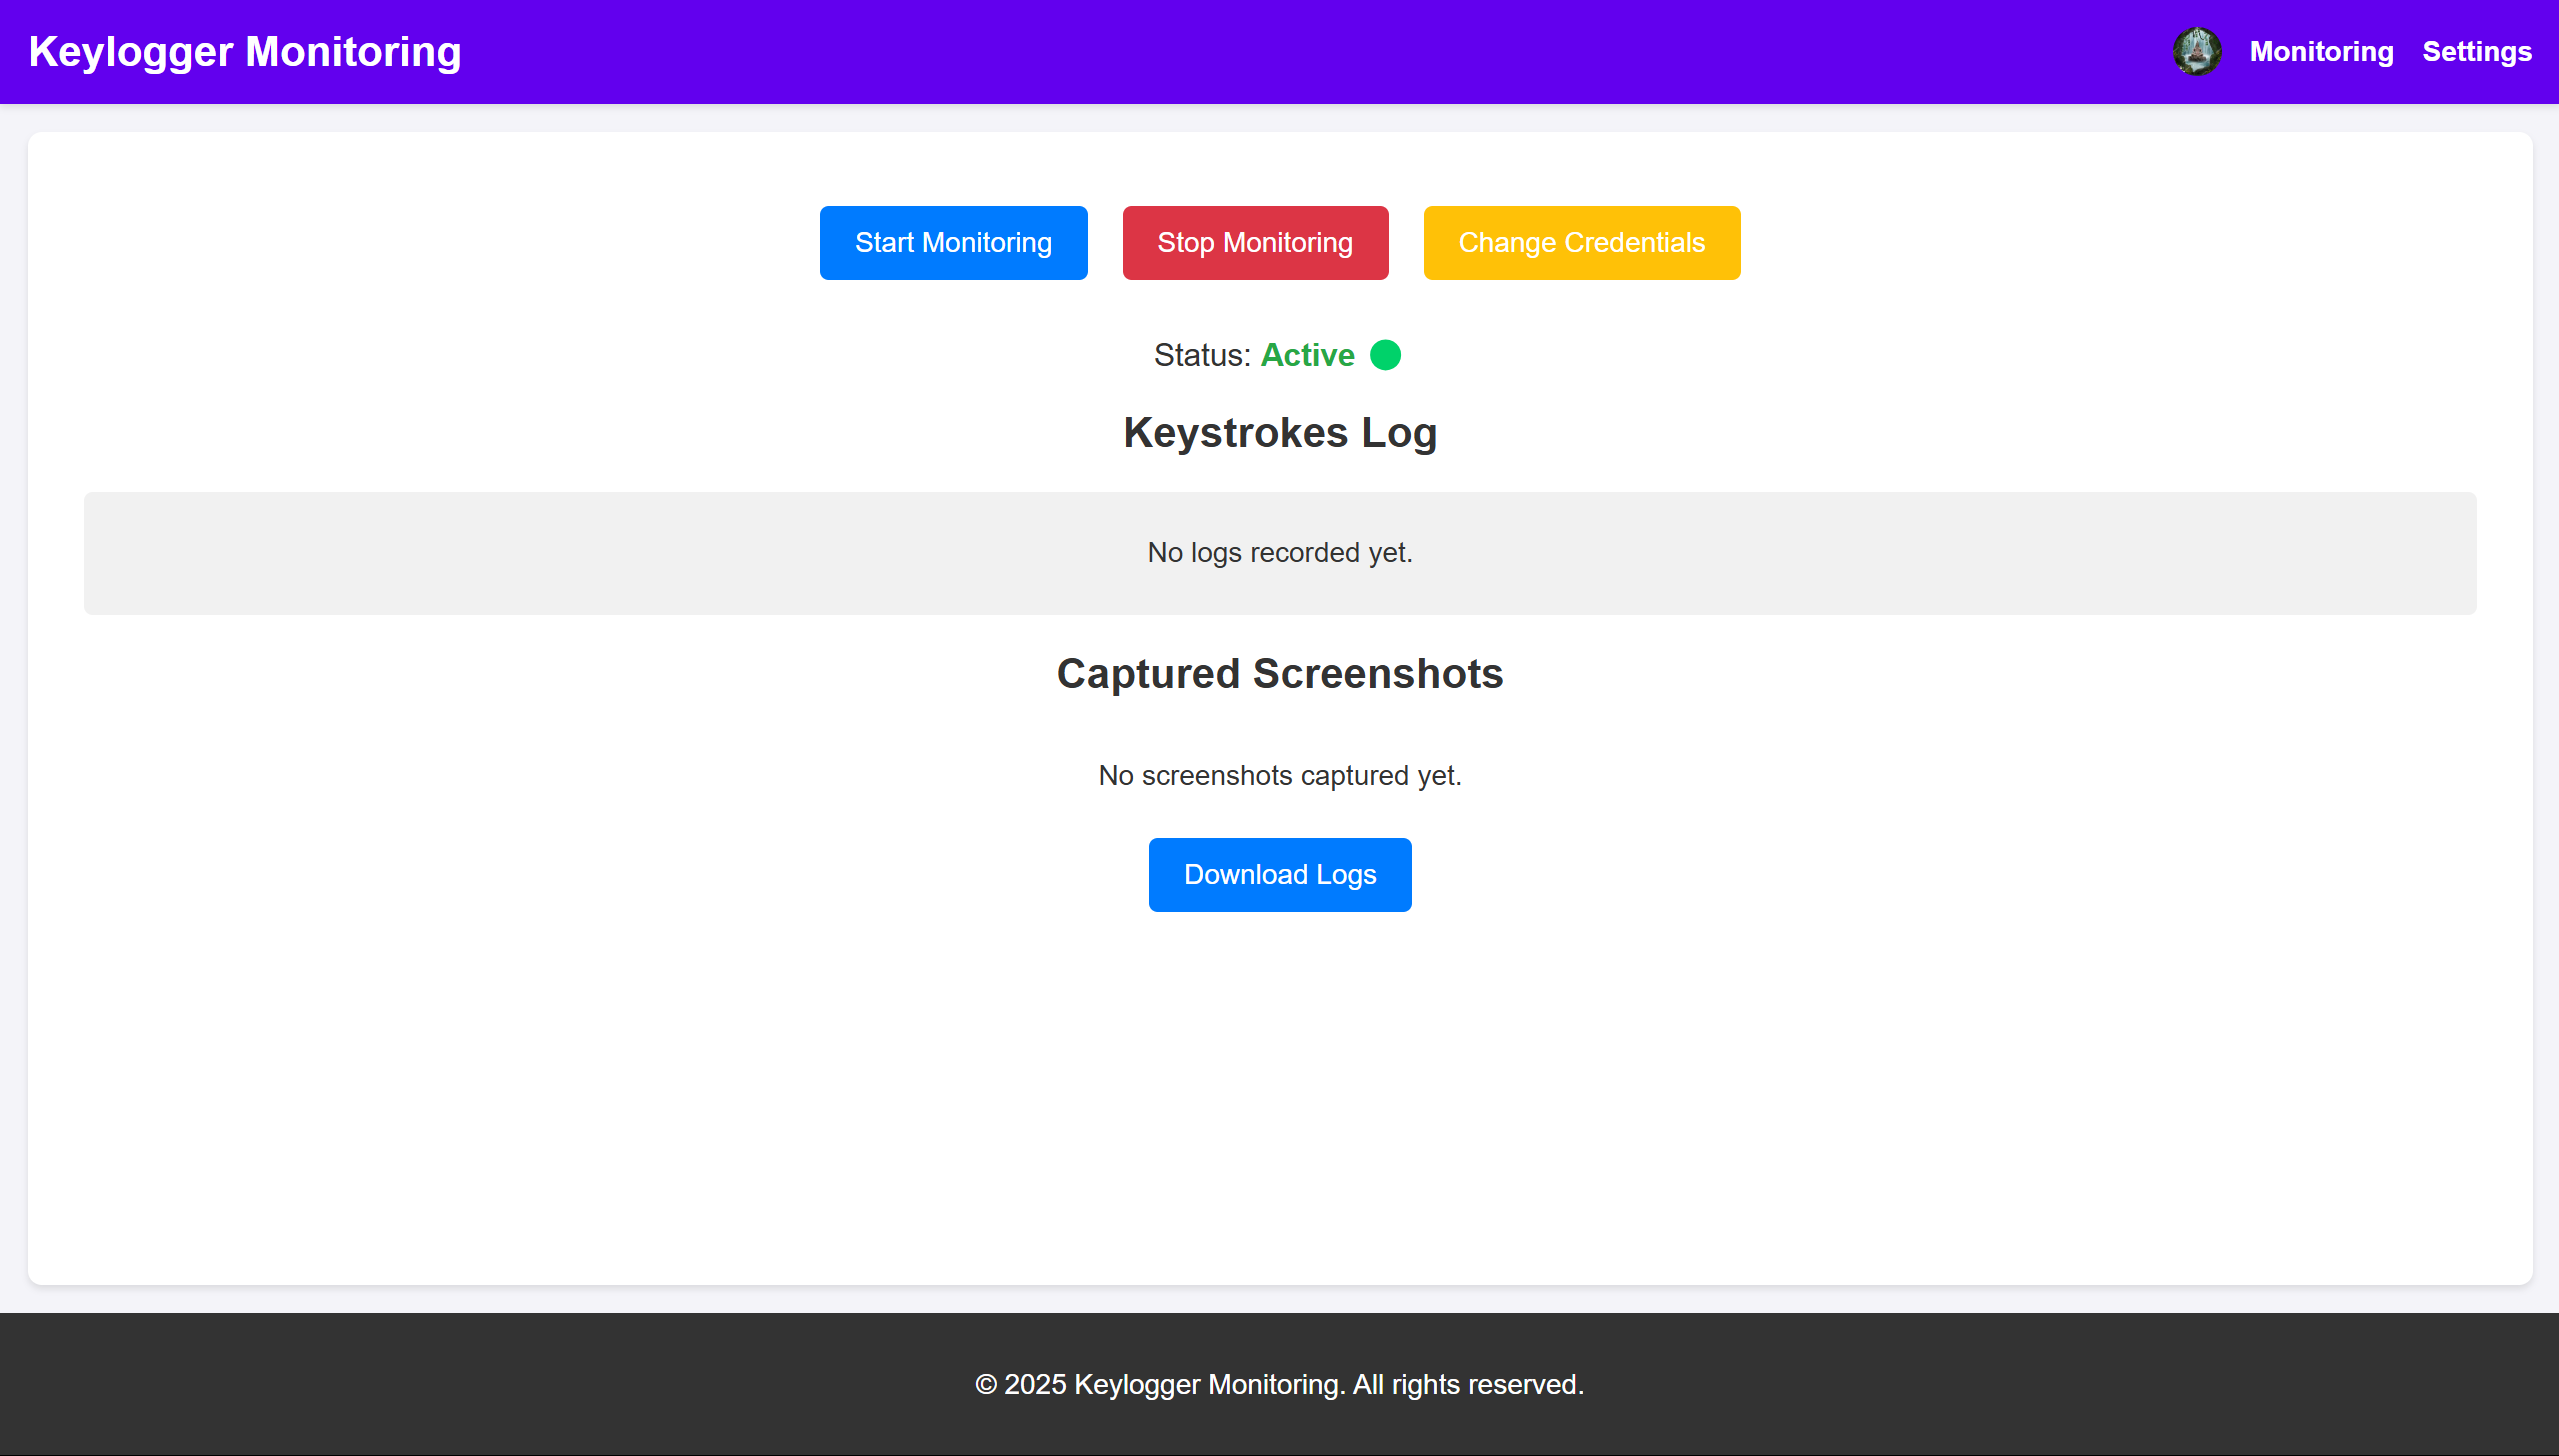 Keylogger Monitoring
Monitoring
Settings
Start Monitoring
Stop Monitoring
Change Credentials
Status: Active
Keystrokes Log
No logs recorded yet.
Captured Screenshots
No screenshots captured yet.
Download Logs
© 2025 Keylogger Monitoring. All rights reserved.